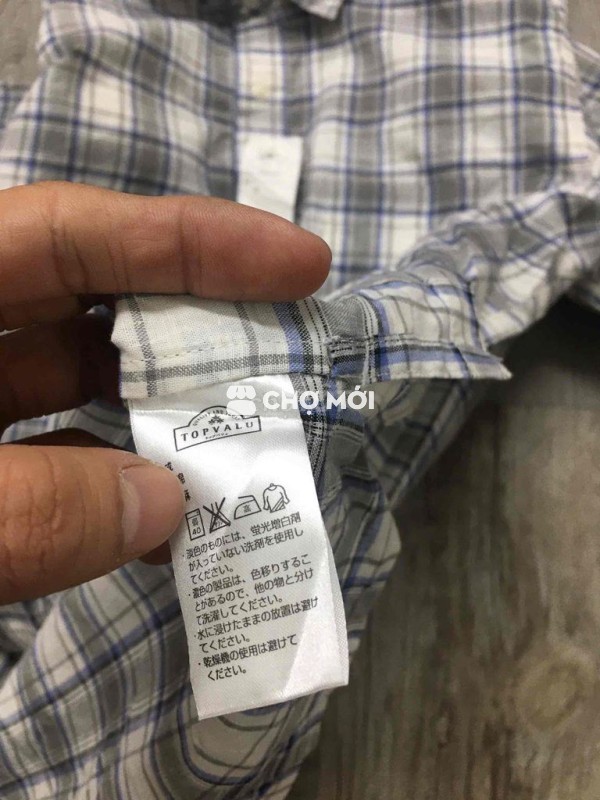 TOPVALU
CHỢ MỚI
40
高
・淡色のものには、蛍光増白剤
が入っていない洗剤を使用し
てください。
・濃色の製品は、色移りするこ
とがあるので、他の物と分け
て洗濯してください。
・水に浸けたままの放置は避け
てください。
・乾燥機の使用は避けて
ください。